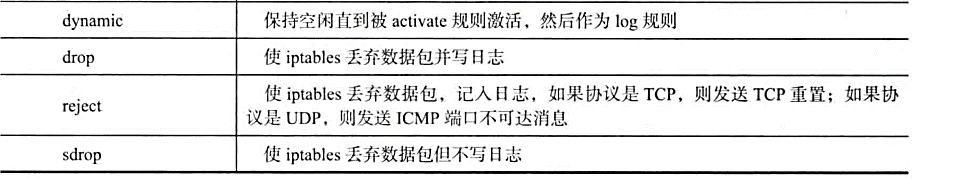 dynamic 保持空闲直到被 activate 规则激活，然后作为 log 规则
drop 使 iptables 丢弃数据包并写日志
reject 使 iptables 丢弃数据包，记入日志，如果协议是 TCP，则发送 TCP 重置；如果协
议是 UDP，则发送 ICMP 端口不可达消息
sdrop 使 iptables 丢弃数据包但不写日志